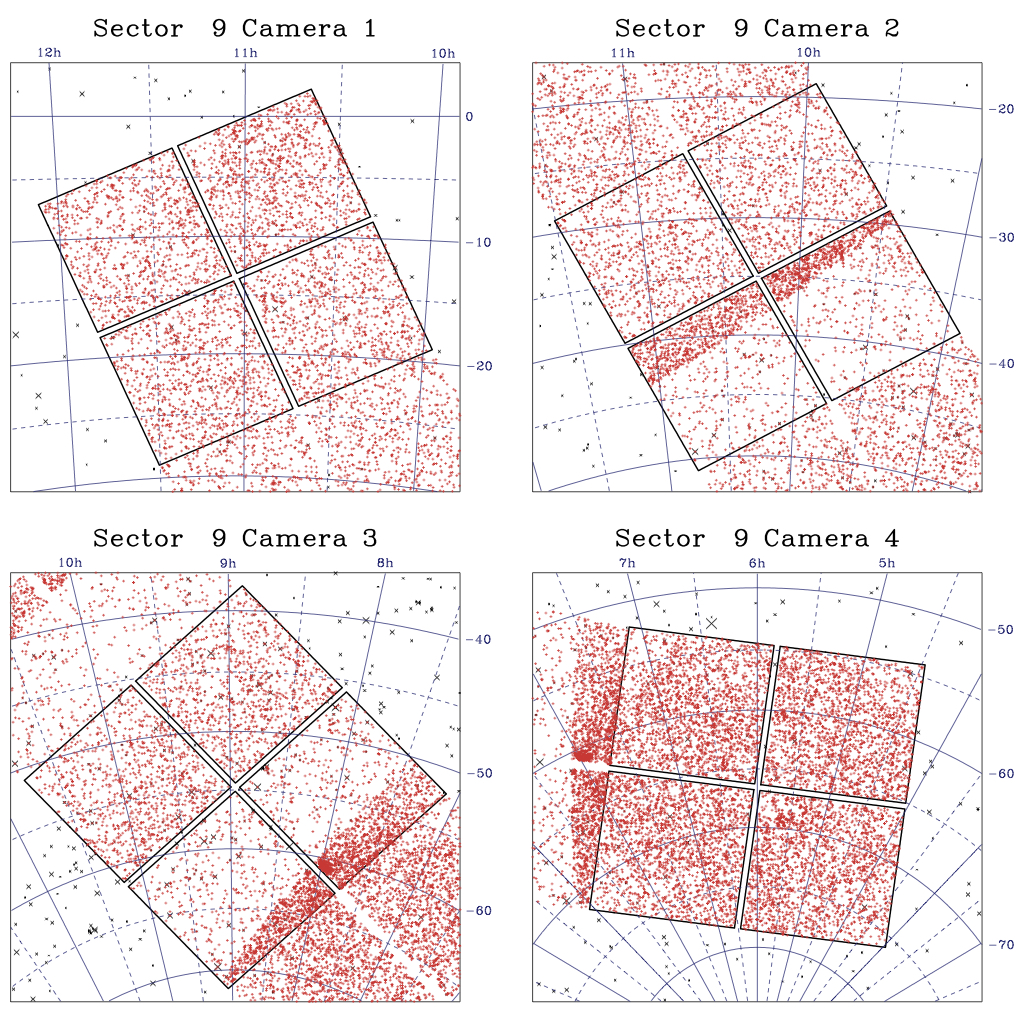 Sector 9 Camera 1
12h 11h 10h
0
-10
-20
Sector 9 Camera 2
11h 10h
-20
-30
-40
Sector 9 Camera 3
10h 9h 8h
-40
-50
-60
Sector 9 Camera 4
7h 6h 5h
-50
-60
-70